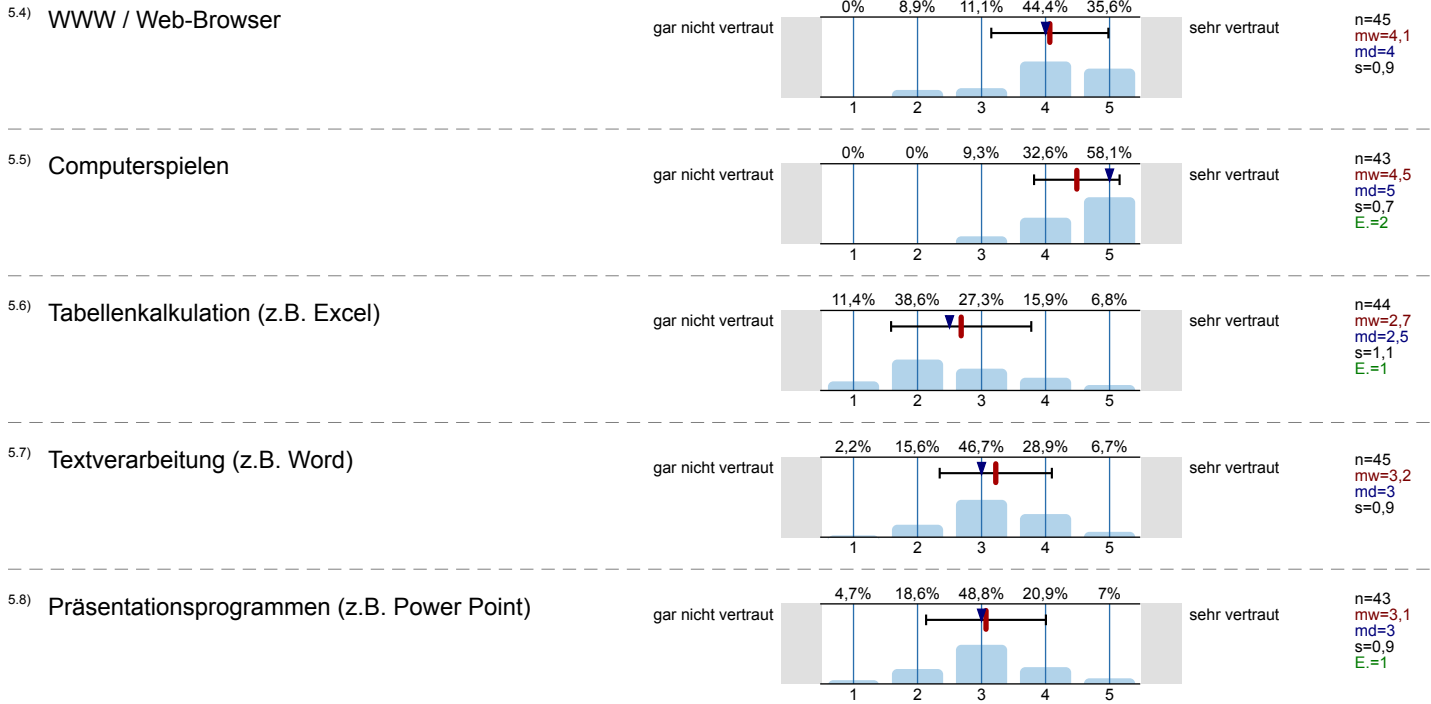 5.4) WWW / Web-Browser
0% 8,9% 11,1% 44,4% 35,6%
gar nicht vertraut sehr vertraut
n=45
mw=4,1
md=4
s=0,9
1 2 3 4 5
5.5) Computerspielen
0% 0% 9,3% 32,6% 58,1%
gar nicht vertraut sehr vertraut
n=43
mw=4,5
md=5
s=0,7
E.=2
1 2 3 4 5
5.6) Tabellenkalkulation (z.B. Excel)
11,4% 38,6% 27,3% 15,9% 6,8%
gar nicht vertraut sehr vertraut
n=44
mw=2,7
md=2,5
s=1,1
E.=1
1 2 3 4 5
5.7) Textverarbeitung (z.B. Word)
2,2% 15,6% 46,7% 28,9% 6,7%
gar nicht vertraut sehr vertraut
n=45
mw=3,2
md=3
s=0,9
1 2 3 4 5
5.8) Präsentationsprogrammen (z.B. Power Point)
4,7% 18,6% 48,8% 20,9% 7%
gar nicht vertraut sehr vertraut
n=43
mw=3,1
md=3
s=0,9
E.=1
1 2 3 4 5